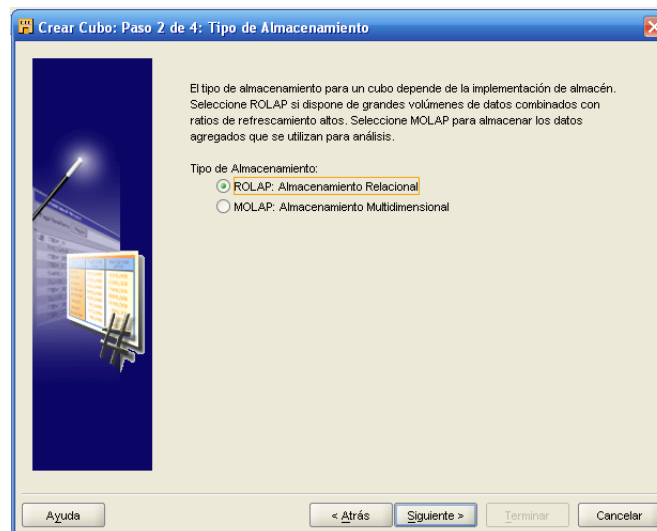 Crear Cubo: Paso 2 de 4: Tipo de Almacenamiento
El tipo de almacenamiento para un cubo depende de la implementación de almacén.
Seleccione ROLAP si dispone de grandes volúmenes de datos combinados con
ratios de refrescamiento altos. Seleccione MOLAP para almacenar los datos
agregados que se utilizan para análisis.
Tipo de Almacenamiento:
ROLAP: Almacenamiento Relacional
MOLAP: Almacenamiento Multidimensional
Ayuda
< Atrás
Siguiente >
Terminar
Cancelar